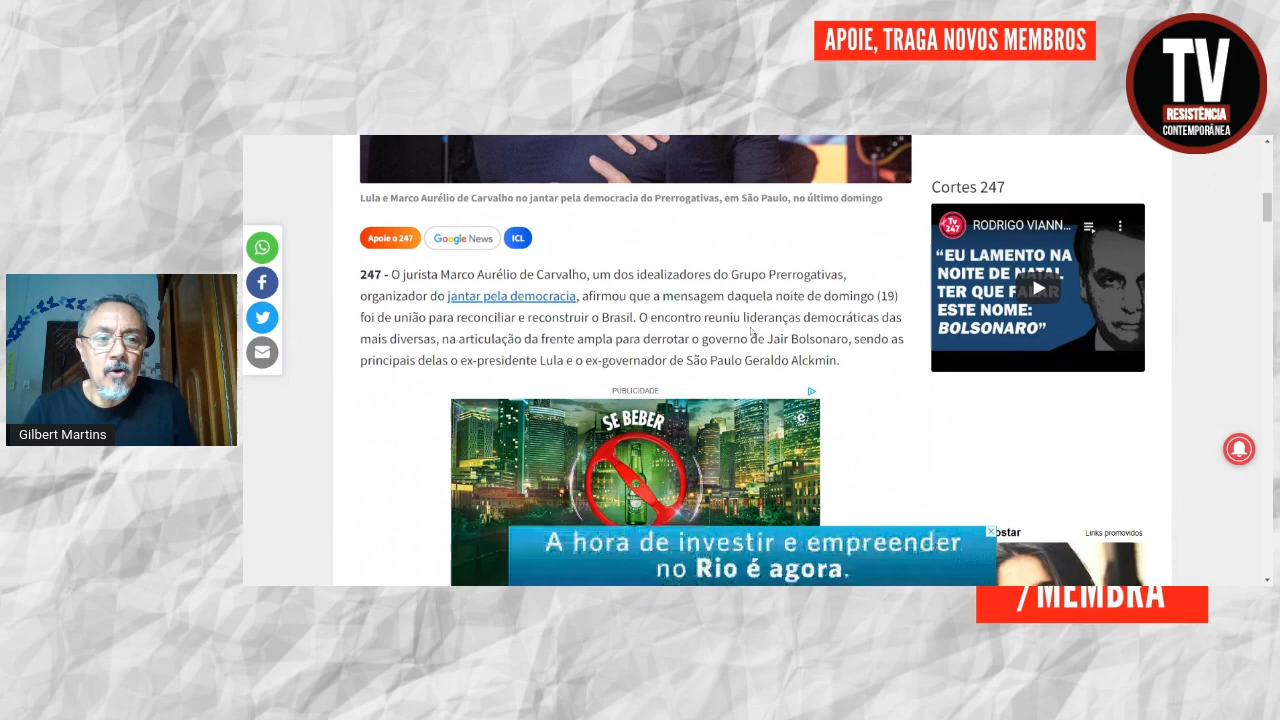 APOIE, TRAGA NOVOS MEMBROS
TV
RESISTÊNCIA
CONTEMPORÂNEA
Lula e Marco Aurélio de Carvalho no jantar pela democracia do Prerrogativas, em São Paulo, no último domingo
Apoie o 247
Google News
ICL
247 - O jurista Marco Aurélio de Carvalho, um dos idealizadores do Grupo Prerrogativas,
organizador do jantar pela democracia, afirmou que a mensagem daquela noite de domingo (19)
foi de união para reconciliar e reconstruir o Brasil. O encontro reuniu lideranças democráticas das
mais diversas, na articulação da frente ampla para derrotar o governo de Jair Bolsonaro, sendo as
principais delas o ex-presidente Lula e o ex-governador de São Paulo Geraldo Alckmin.
PUBLICIDADE
SE BEBER
A hora de investir e empreender
no Rio é agora.
Cortes 247
Tv
247
RODRIGO VIANN...
“EU LAMENTO NA
NOITE DE NATAL
TER QUE FALAR
ESTE NOME:
BOLSONARO”
ostar
Links promovidos
Gilbert Martins
/MEMBRA